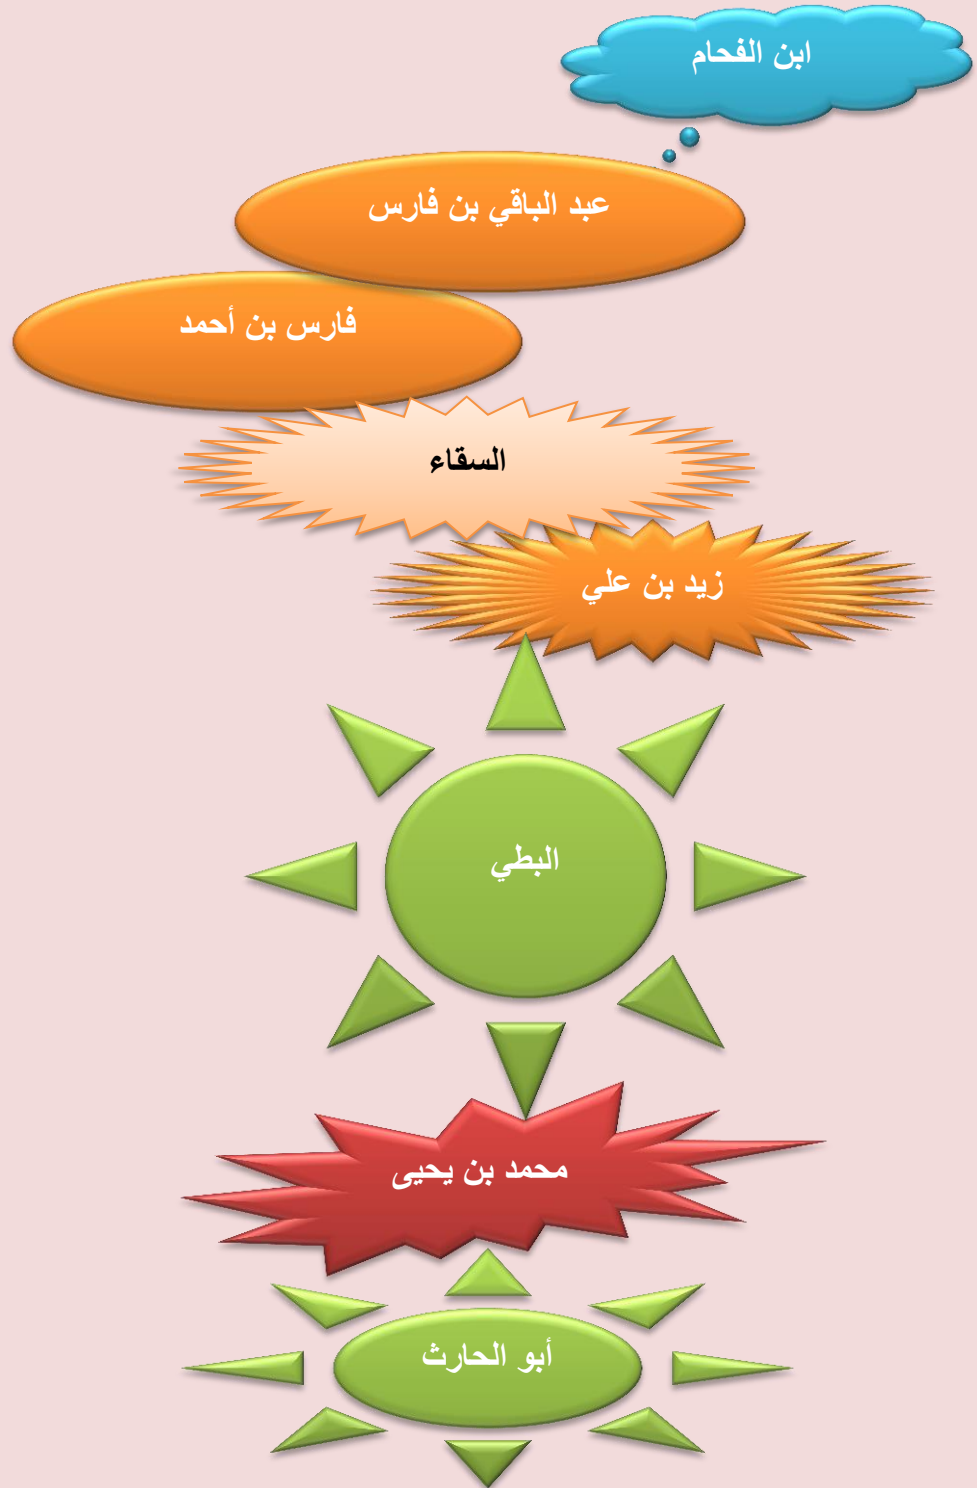 ابن الفحام
عبد الباقي بن فارس
فارس بن أحمد
السقاء
زيد بن علي
البطي
محمد بن يحيى
أبو الحارث